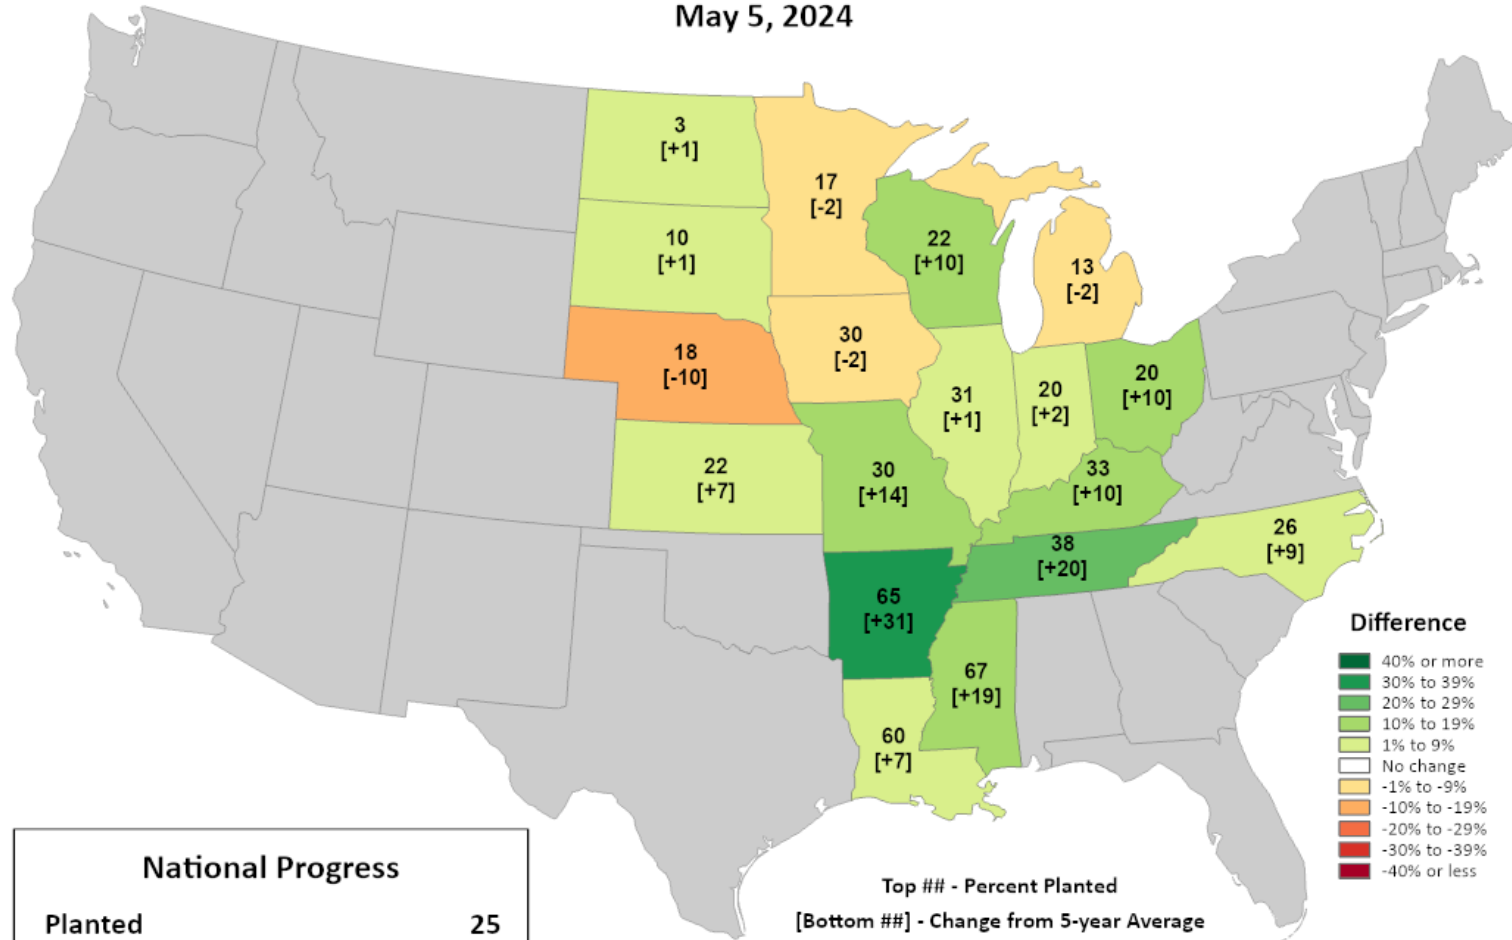 May 5, 2024
3
[+1]
17
[-2]
10
[+1]
22
[+10]
13
[-2]
18
[-10]
30
[-2]
31
[+1]
20
[+2]
20
[+10]
22
[+7]
30
[+14]
33
[+10]
38
[+20]
26
[+9]
65
[+31]
67
[+19]
60
[+7]
Difference
40% or more
30% to 39%
20% to 29%
10% to 19%
1% to 9%
No change
-1% to -9%
-10% to -19%
-20% to -29%
-30% to -39%
-40% or less
National Progress
Planted 25
Top ## - Percent Planted
[Bottom ##] - Change from 5-year Average